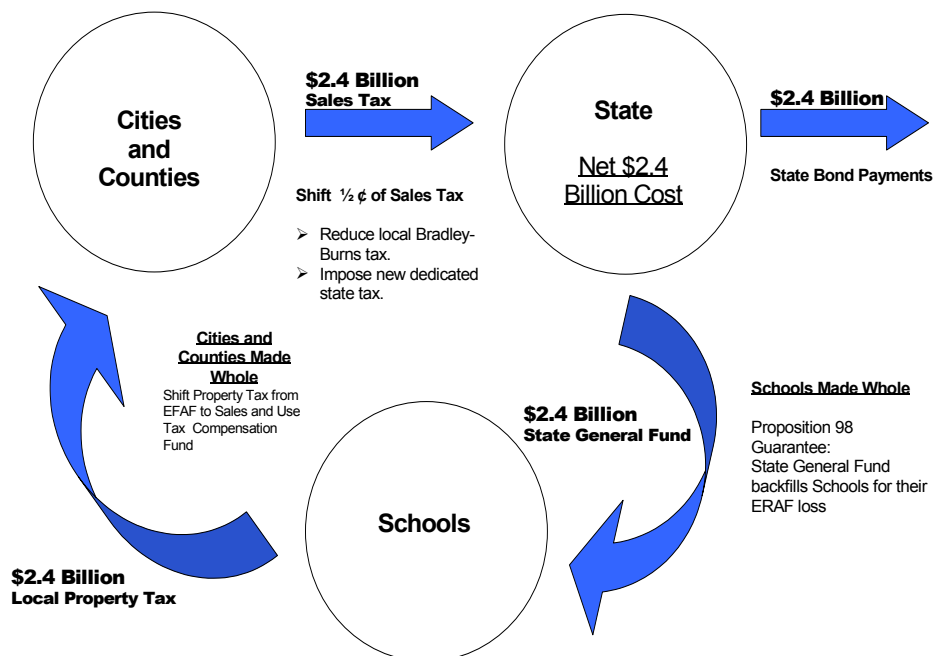 Cities
and
Counties
$2.4 Billion
Sales Tax
Shift ½ ¢ of Sales Tax
➢ Reduce local Bradley-
Burns tax.
➢ Impose new dedicated
state tax.
State
Net $2.4
Billion Cost
$2.4 Billion
State Bond Payments
Cities and
Counties Made
Whole
Shift Property Tax from
EFAF to Sales and Use
Tax Compensation
Fund
$2.4 Billion
State General Fund
Schools Made Whole
Proposition 98
Guarantee:
State General Fund
backfills Schools for their
ERAF loss
Schools
$2.4 Billion
Local Property Tax